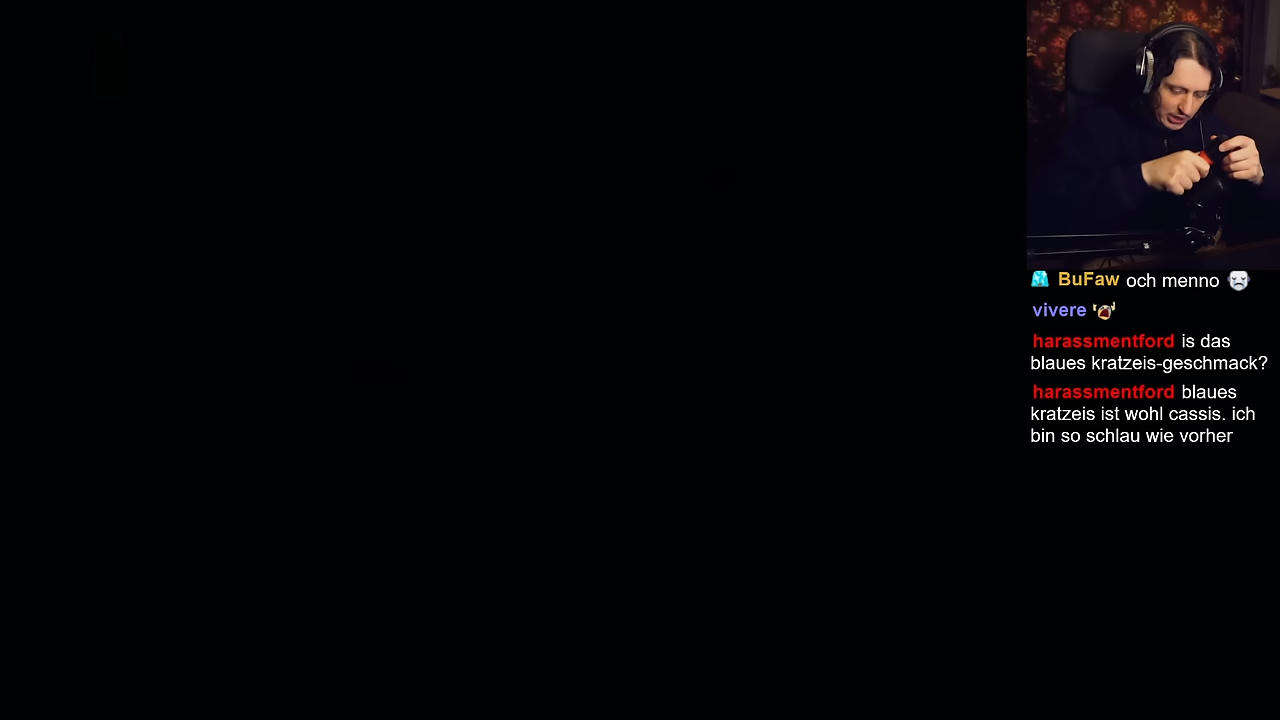 BuFaw och menno
vivere
harassmentford is das
blaues kratzeis-geschmack?
harassmentford blaues
kratzeis ist wohl cassis. ich
bin so schlau wie vorher